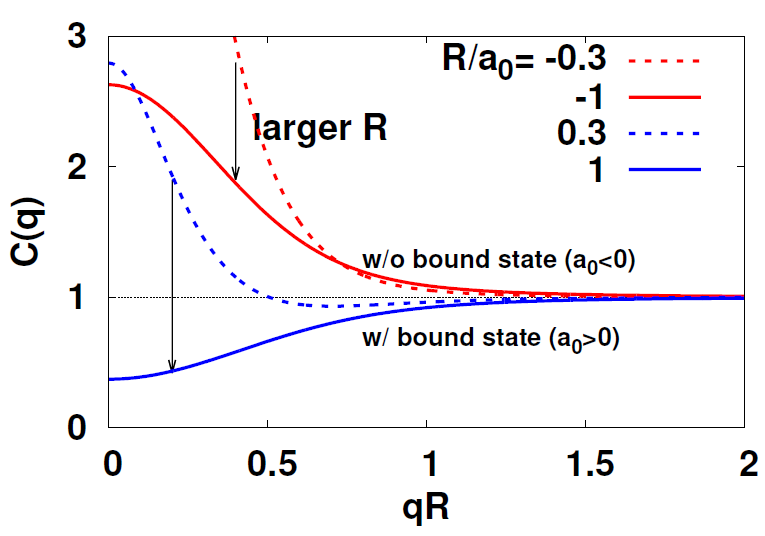 3
R/a0= -0.3
-1
larger R
0.3
2
1
C(q)
w/o bound state (a0<0)
1
w/ bound state (a0>0)
0
0 0.5 1 1.5 2
qR